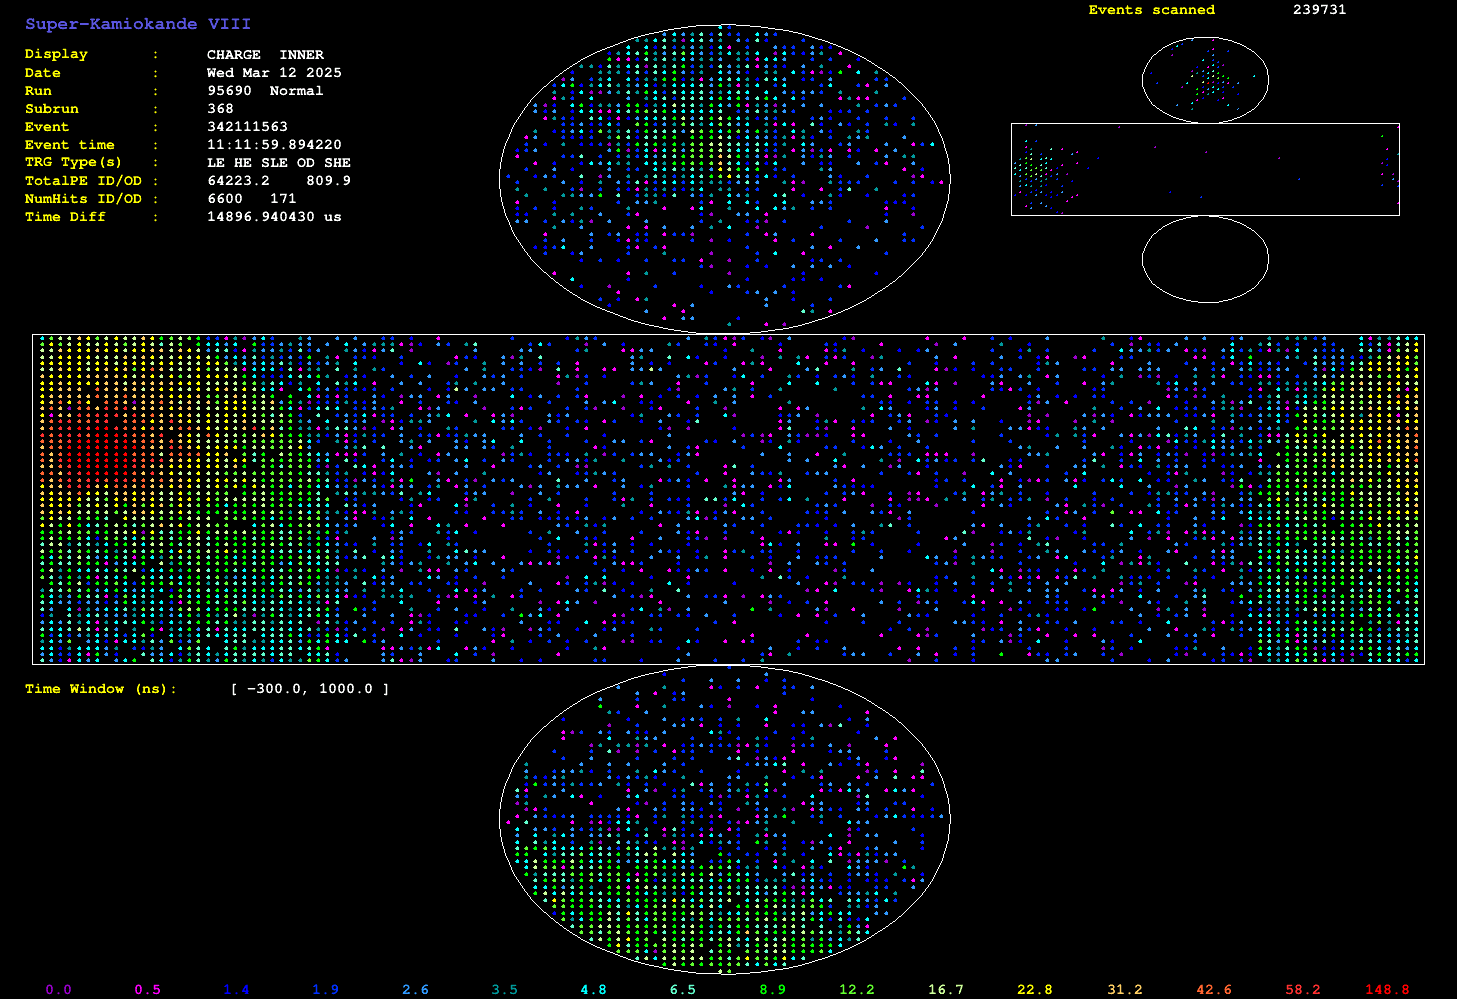 Super-Kamiokande VIII
Events scanned 239731
Display : CHARGE INNER
Date : Wed Mar 12 2025
Run : 95690 Normal
Subrun : 368
Event : 342111563
Event time : 11:11:59.894220
TRG Type(s) : LE HE SLE OD SHE
TotalPE ID/OD : 64223.2 809.9
NumHits ID/OD : 6600 171
Time Diff : 14896.940430 us
Time Window (ns): [ -300.0, 1000.0 ]
0.0 0.5 1.4 1.9 2.6 3.5 4.8 6.5 8.9 12.2 16.7 22.8 31.2 42.6 58.2 148.8